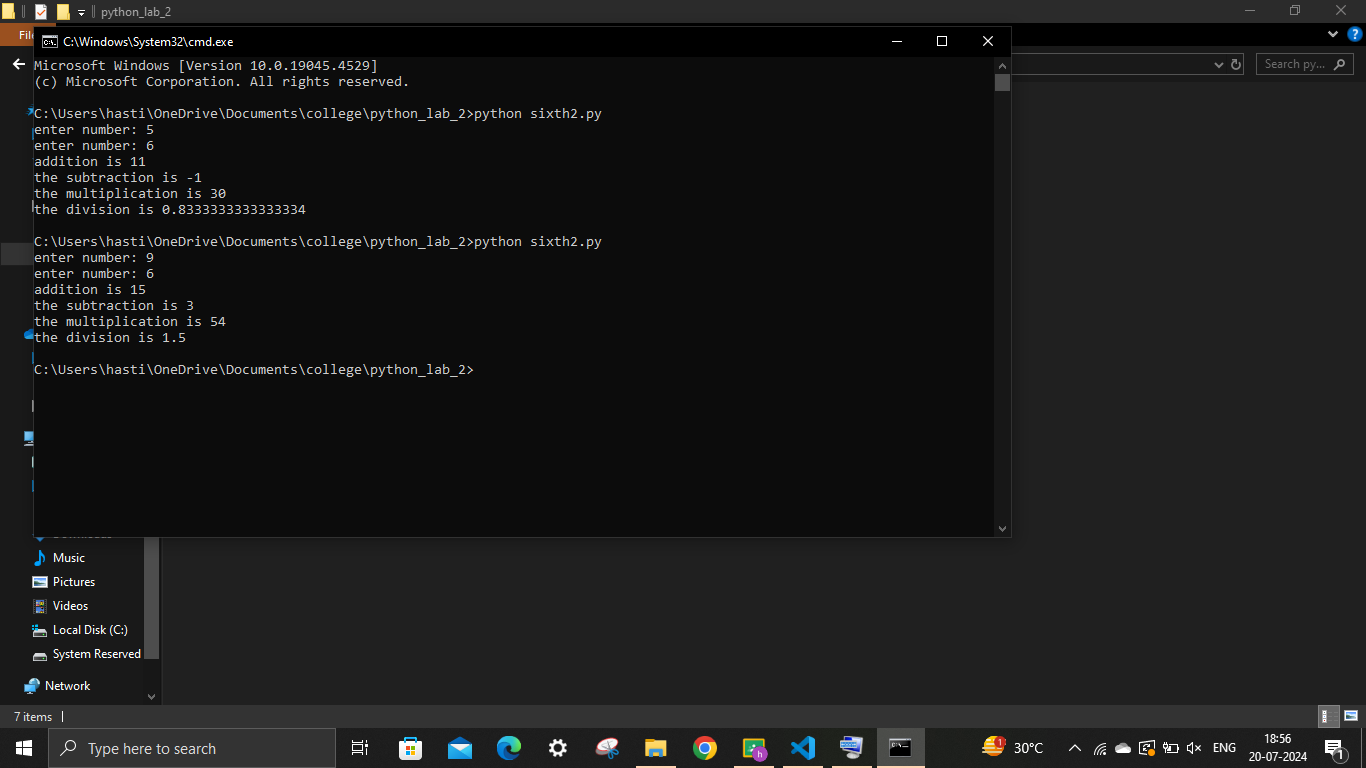 python_lab_2
Fil
C:\Windows\System32\cmd.exe
Search py...
Microsoft Windows [Version 10.0.19045.4529]
(c) Microsoft Corporation. All rights reserved.
C:\Users\hasti\OneDrive\Documents\college\python_lab_2>python sixth2.py
enter number: 5
enter number: 6
addition is 11
the subtraction is -1
the multiplication is 30
the division is 0.8333333333333334
C:\Users\hasti\OneDrive\Documents\college\python_lab_2>python sixth2.py
enter number: 9
enter number: 6
addition is 15
the subtraction is 3
the multiplication is 54
the division is 1.5
C:\Users\hasti\OneDrive\Documents\college\python_lab_2>
Music
Pictures
Videos
Local Disk (C:)
System Reserved
Network
7 items
Type here to search
h
1
30°C
ENG
18:56
20-07-2024
1